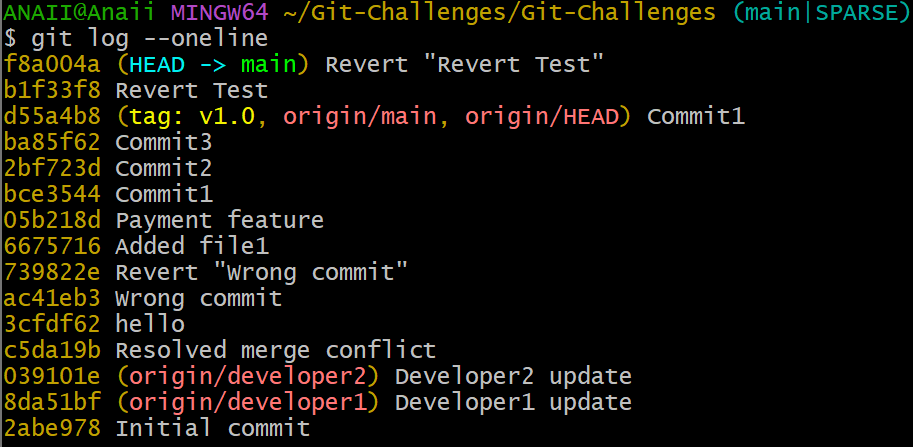 ANAII@Anaii MINGW64 ~/Git-Challenges/Git-Challenges (main|SPARSE)
$ git log --oneline
f8a004a (HEAD -> main) Revert "Revert Test"
b1f33f8 Revert Test
d55a4b8 (tag: v1.0, origin/main, origin/HEAD) Commit1
ba85f62 Commit3
2bf723d Commit2
bce3544 Commit1
05b218d Payment feature
6675716 Added file1
739822e Revert "Wrong commit"
ac41eb3 Wrong commit
3cfdf62 hello
c5da19b Resolved merge conflict
039101e (origin/developer2) Developer2 update
8da51bf (origin/developer1) Developer1 update
2abe978 Initial commit